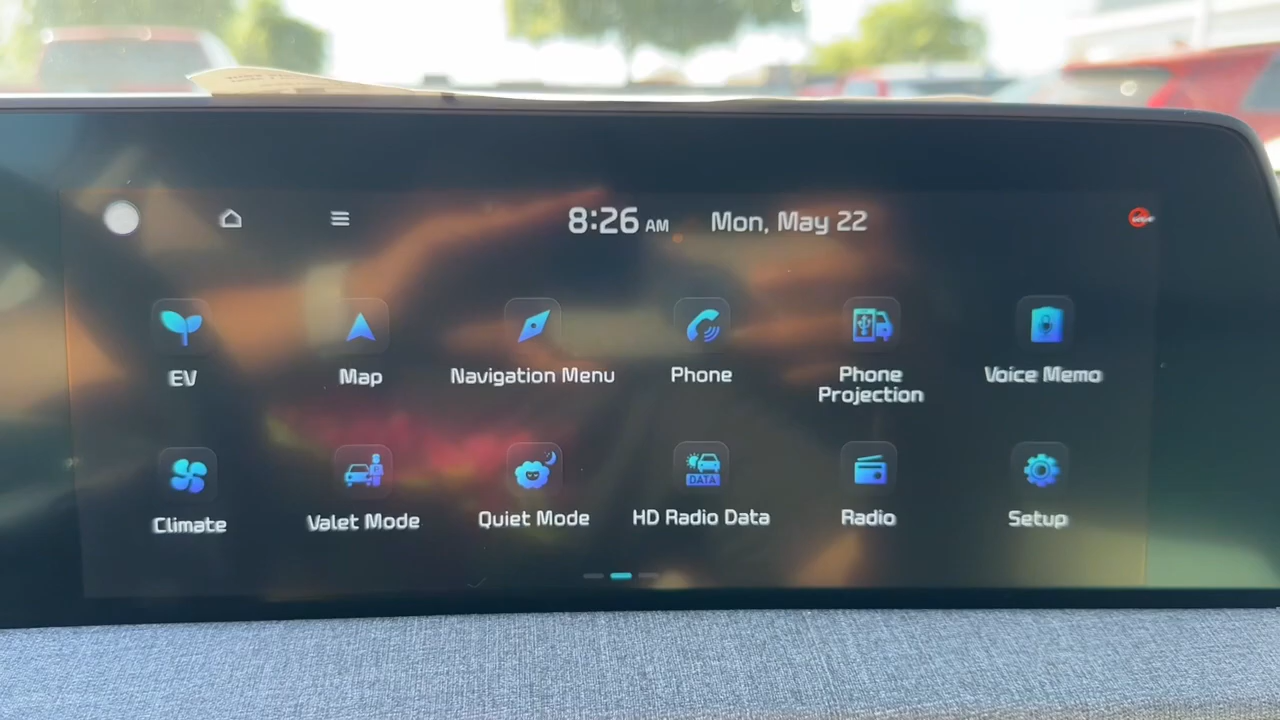 8:26 AM Mon, May 22
EV
Map
Navigation Menu
Phone
Phone
Projection
Voice Memo
Climate
Valet Mode
Quiet Mode
DATA
HD Radio Data
Radio
Setup